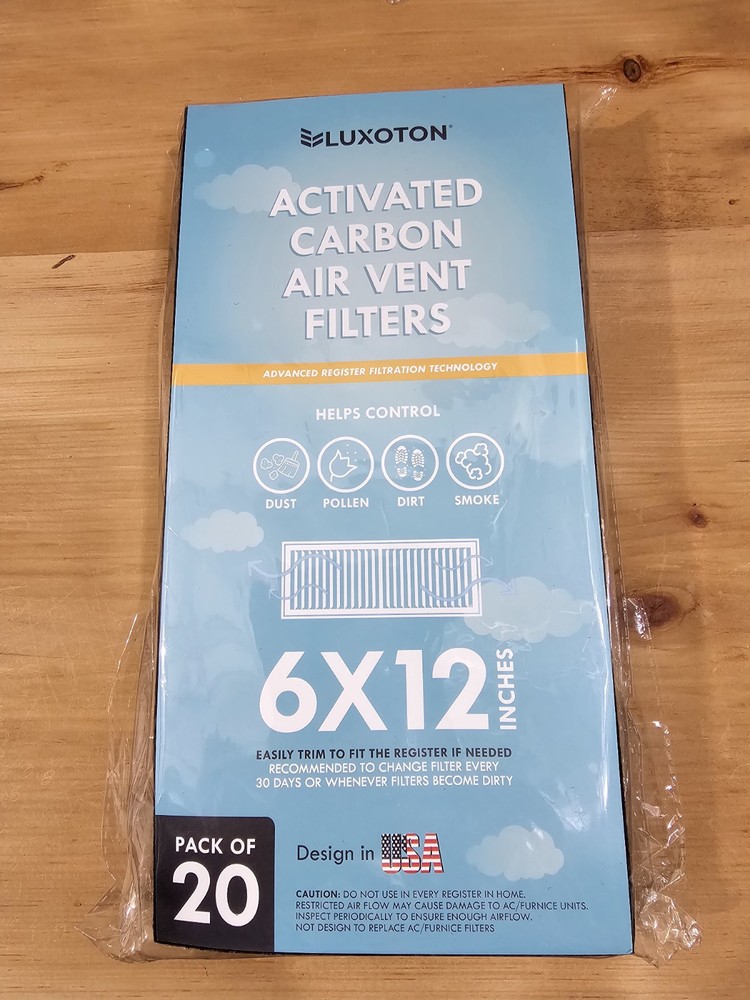 LUXOTON®
ACTIVATED
CARBON
AIR VENT
FILTERS
ADVANCED REGISTER FILTRATION TECHNOLOGY
HELPS CONTROL
DUST POLLEN DIRT SMOKE
6X12 INCHES
EASILY TRIM TO FIT THE REGISTER IF NEEDED
RECOMMENDED TO CHANGE FILTER EVERY
30 DAYS OR WHENEVER FILTERS BECOME DIRTY
PACK OF
20
Design in USA
CAUTION: DO NOT USE IN EVERY REGISTER IN HOME.
RESTRICTED AIR FLOW MAY CAUSE DAMAGE TO AC/FURNICE UNITS.
INSPECT PERIODICALLY TO ENSURE ENOUGH AIRFLOW.
NOT DESIGN TO REPLACE AC/FURNICE FILTERS